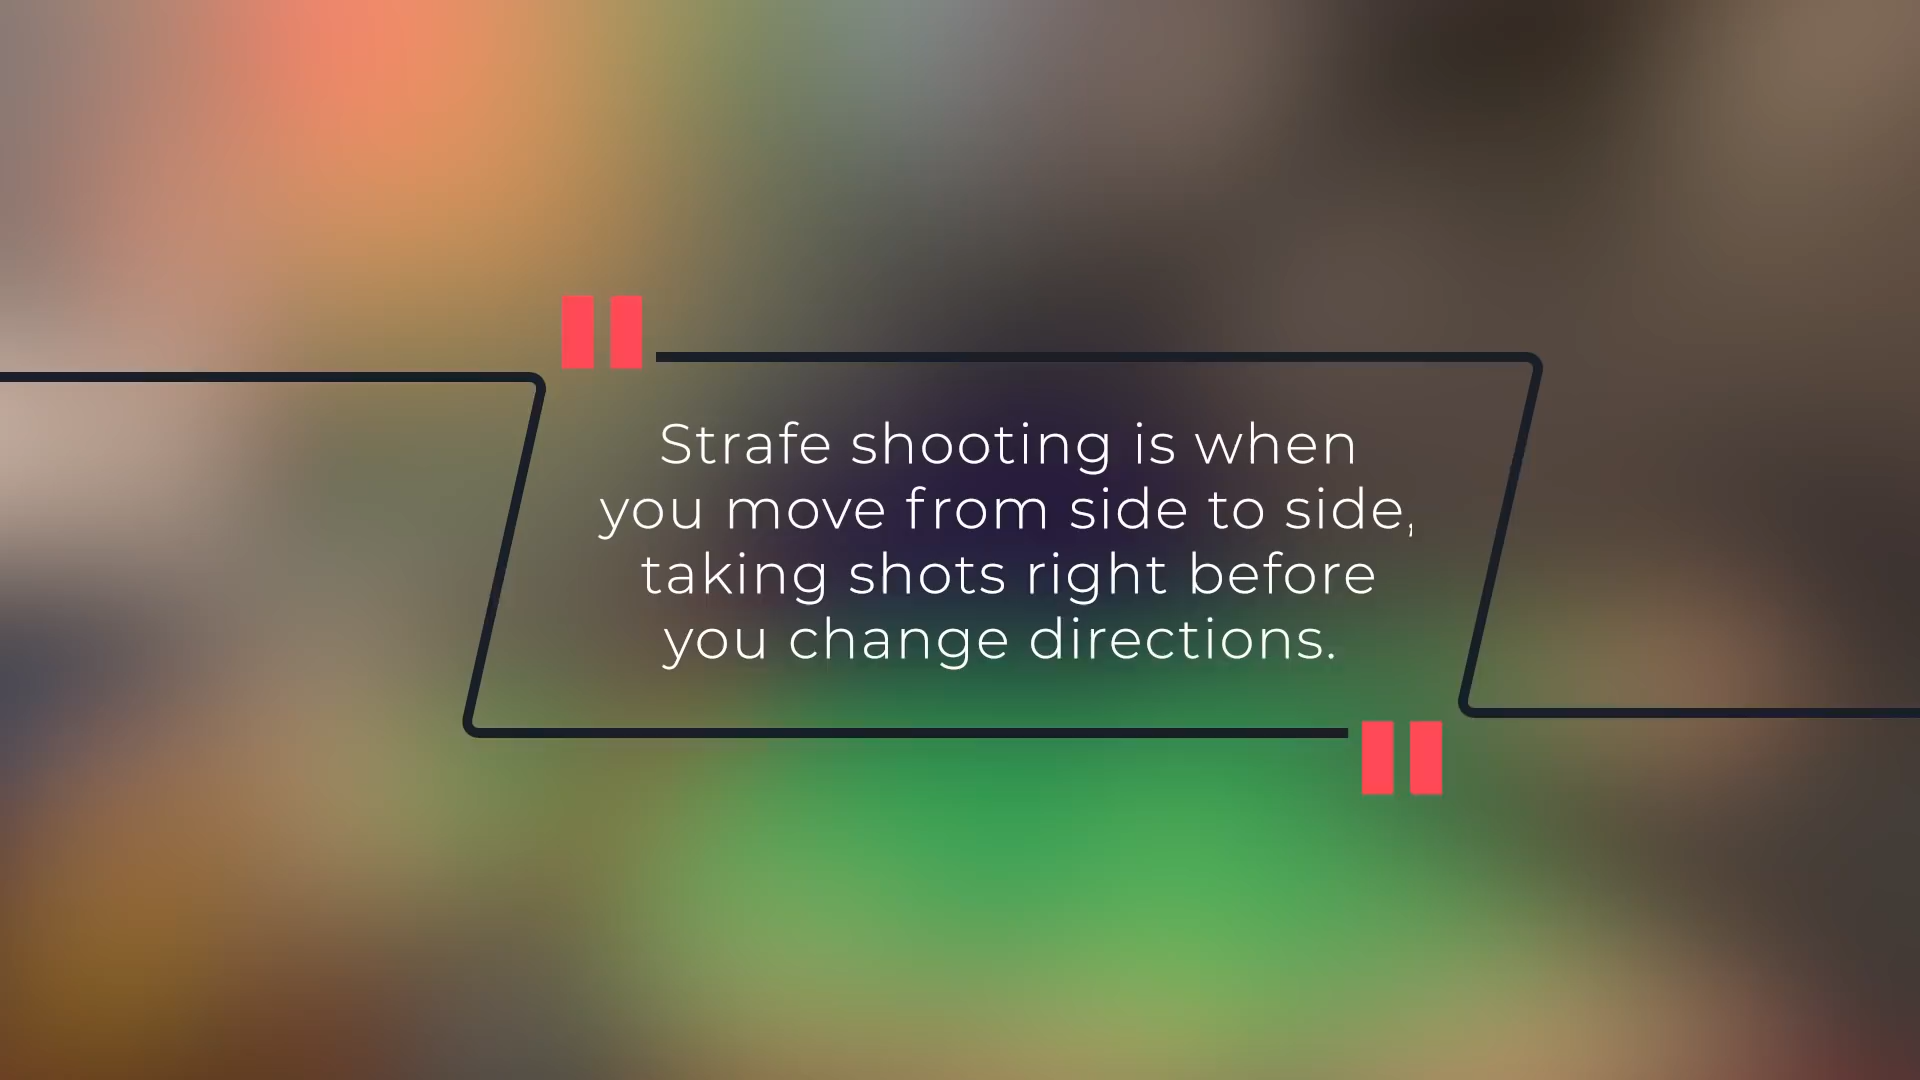 Strafe shooting is when
you move from side to side,
taking shots right before
you change directions.